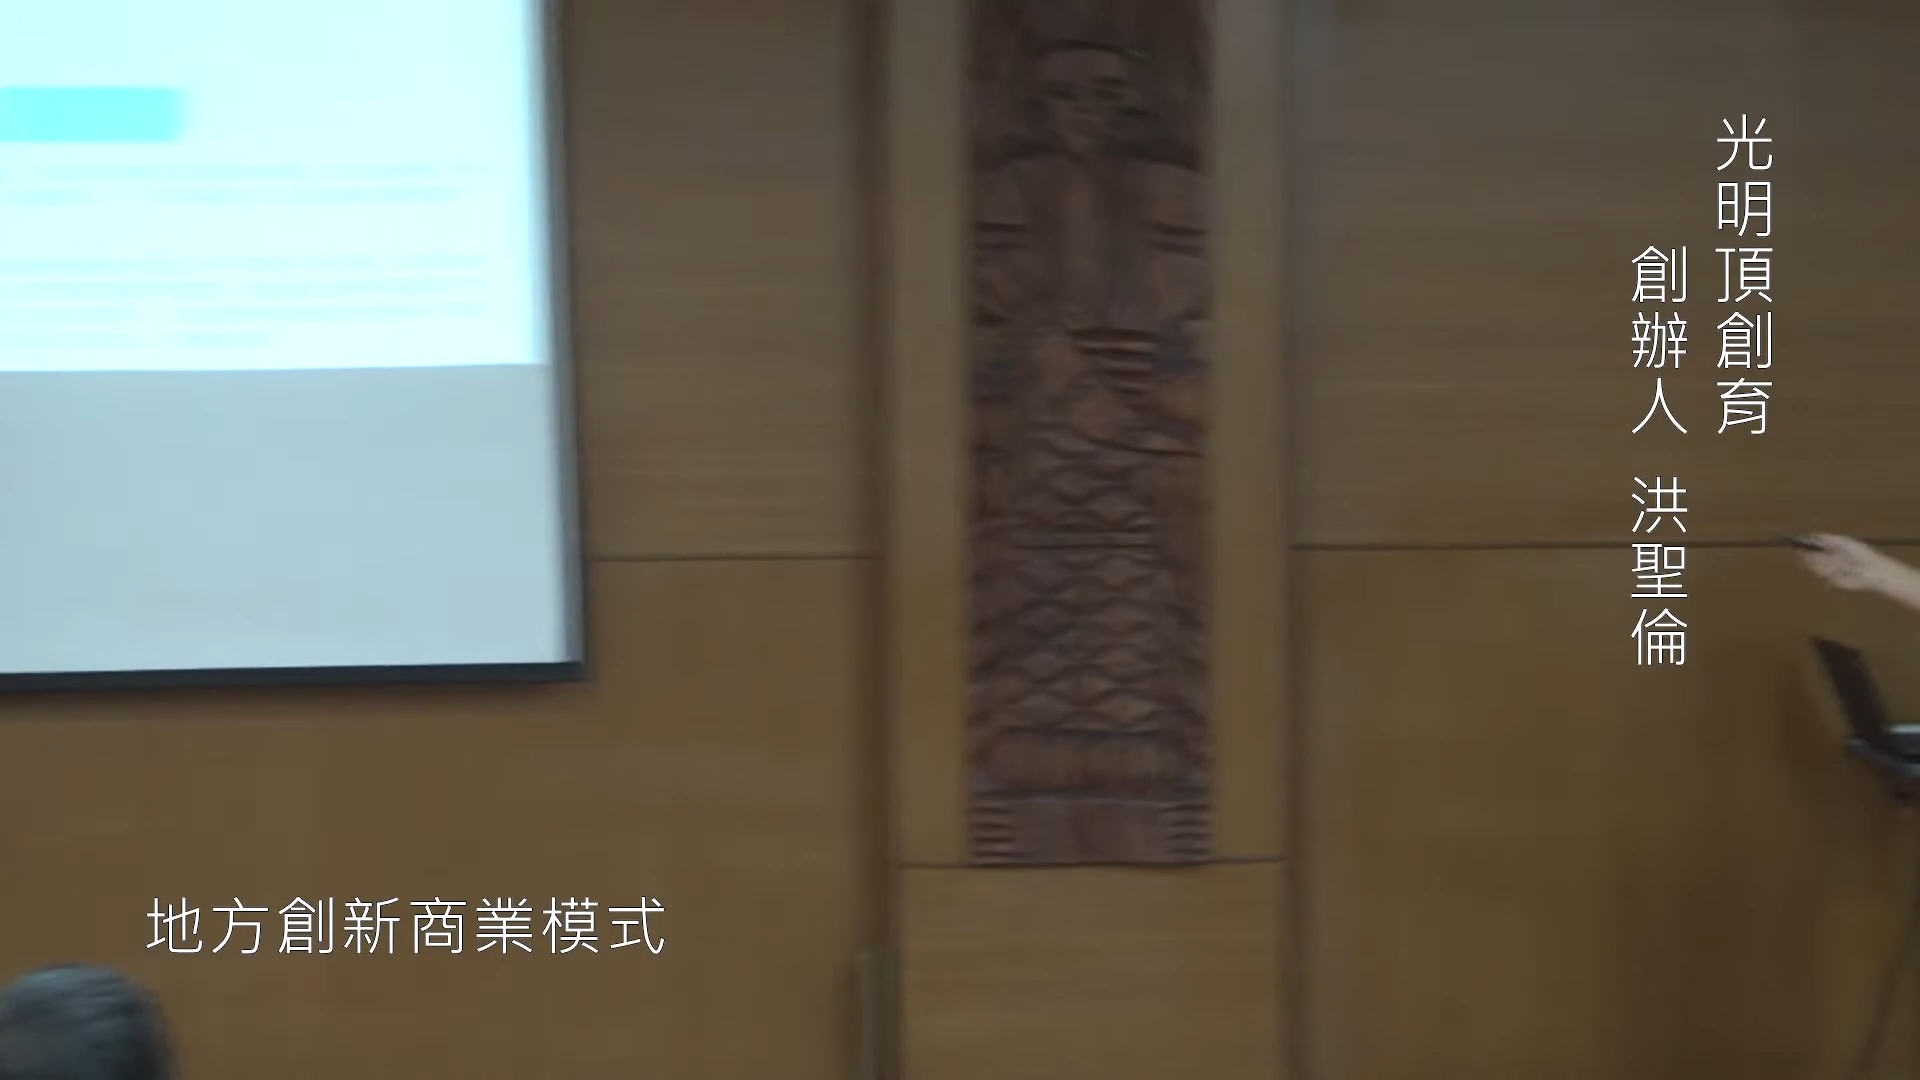 光明頂創育
創辦人 洪聖倫
地方創新商業模式